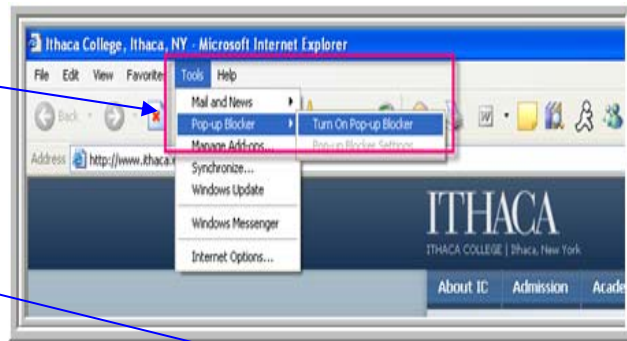 Ithaca College, Ithaca, NY - Microsoft Internet Explorer
File Edit View Favorites Tools Help
Back
Mail and News
Pop-up Blocker Turn On Pop-up Blocker
Manage Add-ons... Pop-up Blocker Settings
Address http://www.ithaca.e
Synchronize...
Windows Update
Windows Messenger
Internet Options...
ITHACA
ITHACA COLLEGE | Ithaca, New York
About IC Admission Acade